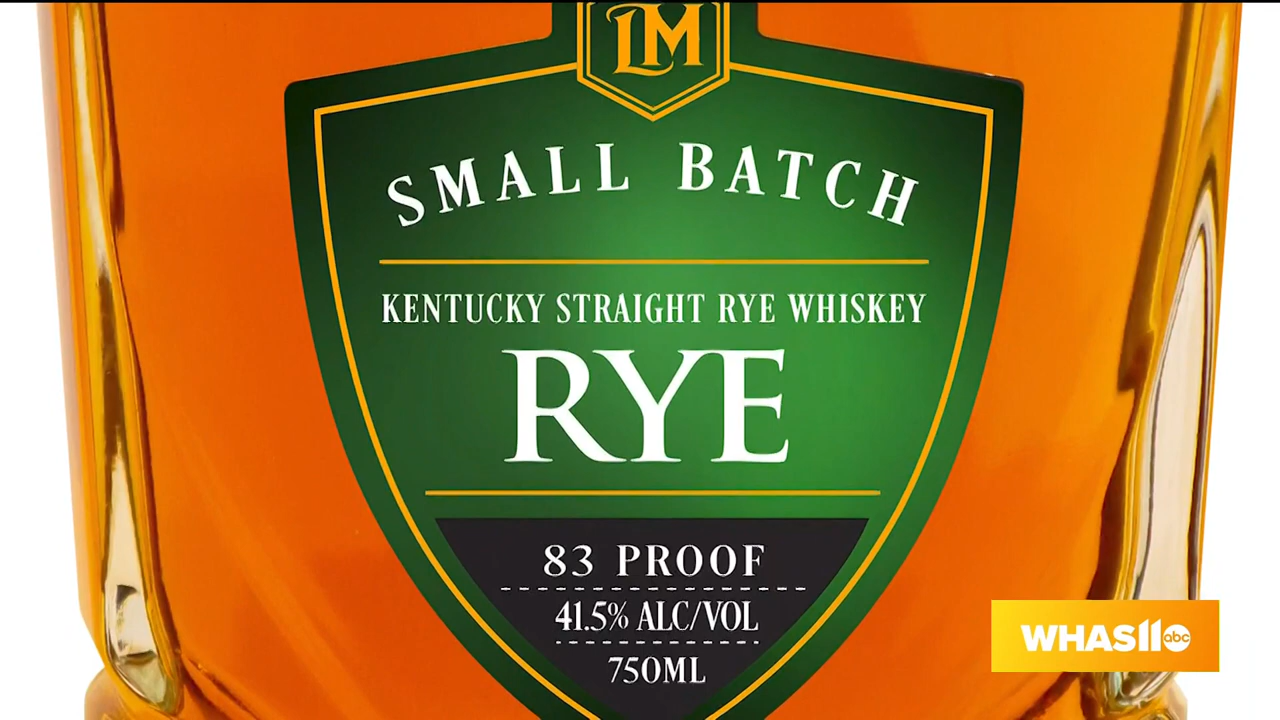 LM
SMALL BATCH
KENTUCKY STRAIGHT RYE WHISKEY
RYE
83 PROOF
41.5% ALC/VOL
750ML
WHAS11 abc